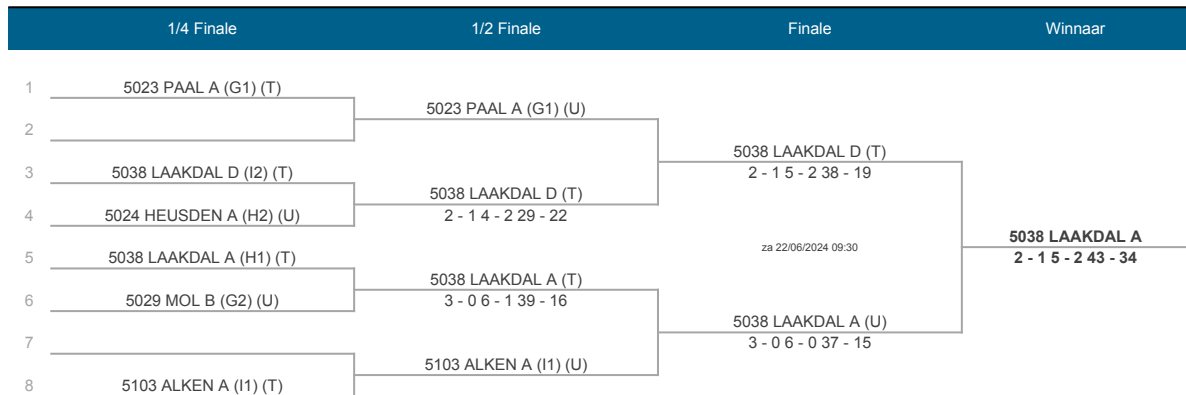 1/4 Finale 1/2 Finale Finale Winnaar
1 5023 PAAL A (G1) (T)
5023 PAAL A (G1) (U)
2
5038 LAAKDAL D (T)
3 5038 LAAKDAL D (I2) (T)
2 - 1 5 - 2 38 - 19
5038 LAAKDAL D (T)
4 5024 HEUSDEN A (H2) (U)
2 - 1 4 - 2 29 - 22
5038 LAAKDAL A
za 22/06/2024 09:30
5 5038 LAAKDAL A (H1) (T)
2 - 1 5 - 2 43 - 34
5038 LAAKDAL A (T)
6 5029 MOL B (G2) (U)
3 - 0 6 - 1 39 - 16
5038 LAAKDAL A (U)
7
3 - 0 6 - 0 37 - 15
5103 ALKEN A (I1) (U)
8 5103 ALKEN A (I1) (T)